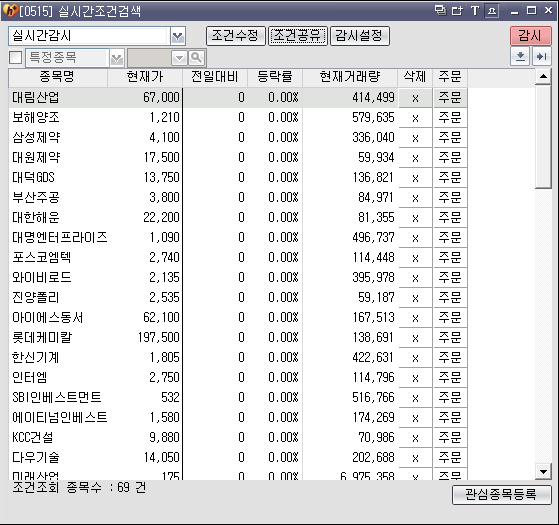 [0515] 실시간조건검색
실시간감시 조건수정 조건공유 감시설정 감시
특정종목
종목명 현재가 전일대비 등락률 현재거래량 삭제 주문
대림산업 67,000 0 0.00% 414,499 x 주문
보해양조 1,210 0 0.00% 579,635 x 주문
삼성제약 4,100 0 0.00% 336,040 x 주문
대원제약 17,500 0 0.00% 59,934 x 주문
대덕GDS 13,750 0 0.00% 136,821 x 주문
부산주공 3,800 0 0.00% 84,971 x 주문
대한해운 22,200 0 0.00% 81,355 x 주문
대명엔터프라이즈 1,090 0 0.00% 496,737 x 주문
포스코엠텍 2,740 0 0.00% 114,448 x 주문
와이비로드 2,135 0 0.00% 395,978 x 주문
진양폴리 2,535 0 0.00% 59,187 x 주문
아이에스동서 62,100 0 0.00% 167,513 x 주문
롯데케미칼 197,500 0 0.00% 138,691 x 주문
한신기계 1,805 0 0.00% 422,631 x 주문
인터엠 2,750 0 0.00% 114,796 x 주문
SBI인베스트먼트 532 0 0.00% 516,766 x 주문
에이티넘인베스트 1,580 0 0.00% 174,269 x 주문
KCC건설 9,880 0 0.00% 70,986 x 주문
다우기술 14,050 0 0.00% 202,688 x 주문
미래산업 175 0 0.00% 6,975,358 x 주문
조건조회 종목수 : 69 건
관심종목등록